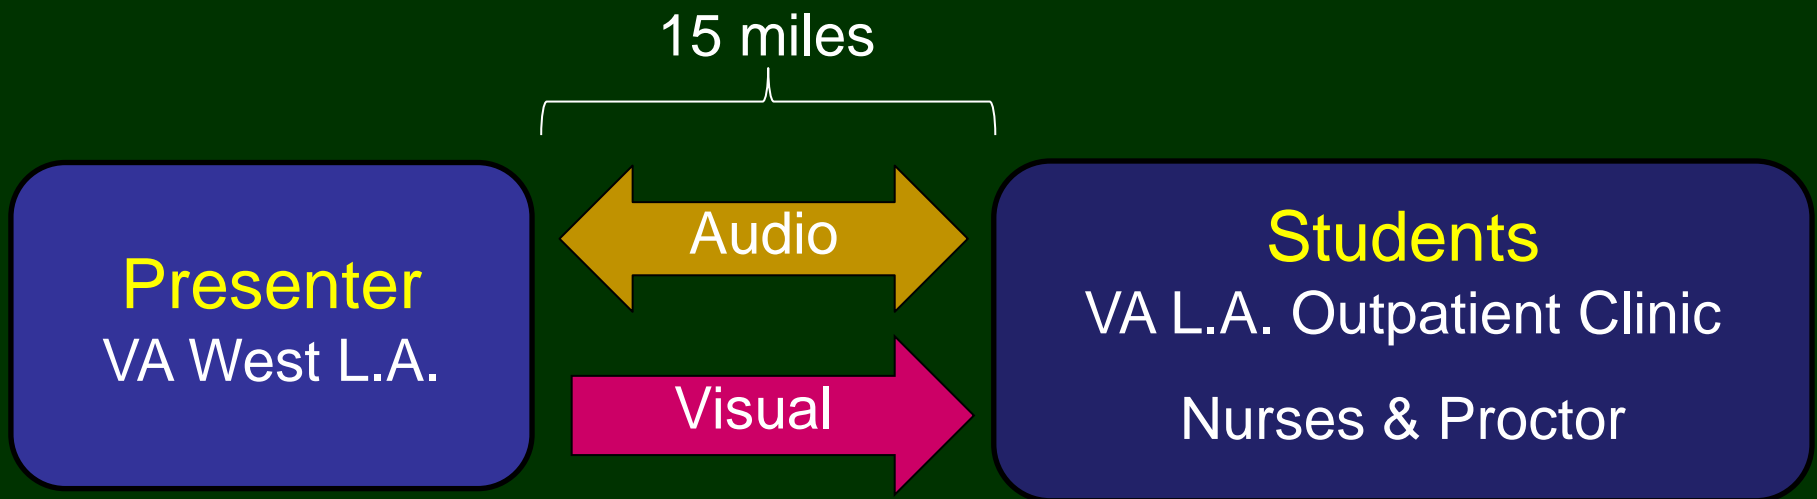 15 miles
Presenter
VA West L.A.
Audio
Visual
Students
VA L.A. Outpatient Clinic
Nurses & Proctor